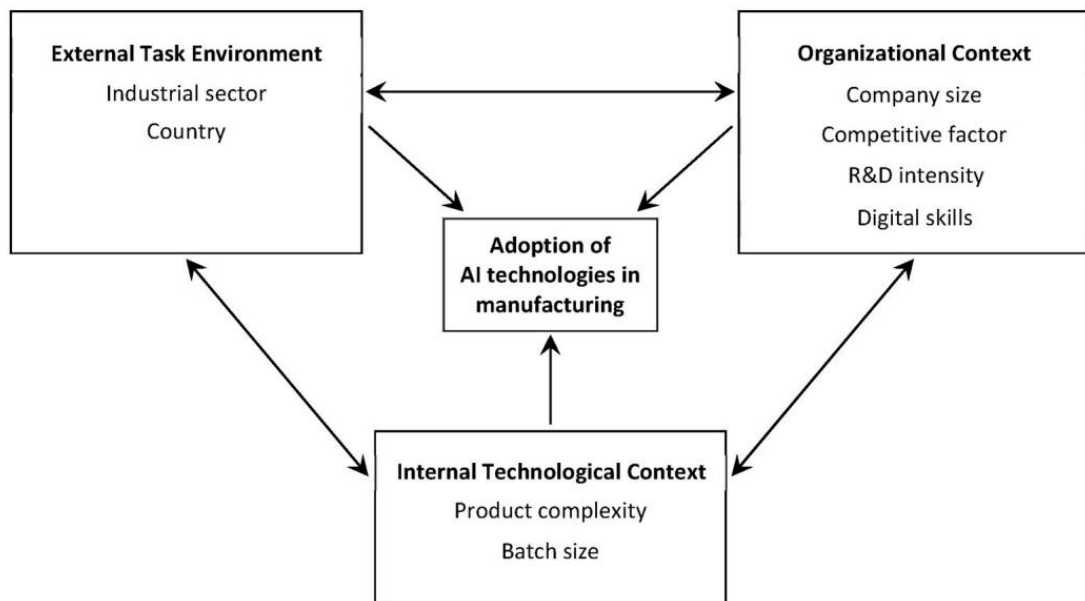 External Task Environment
Industrial sector
Country
Organizational Context
Company size
Competitive factor
R&D intensity
Digital skills
Adoption of
AI technologies in
manufacturing
Internal Technological Context
Product complexity
Batch size